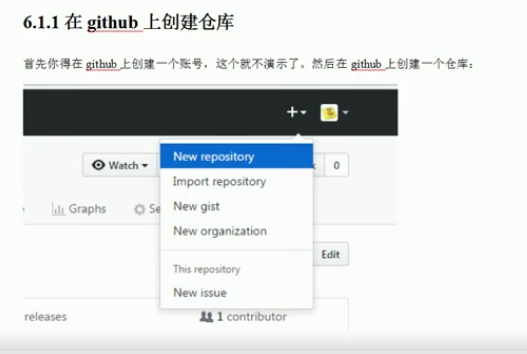 6.1.1 在 github 上创建仓库
首先你得在 github 上创建一个账号，这个就不演示了。然后在 github 上创建一个仓库：
Watch
0
New repository
Import repository
New gist
New organization
This repository
New issue
Graphs
Edit
releases
1 contributor